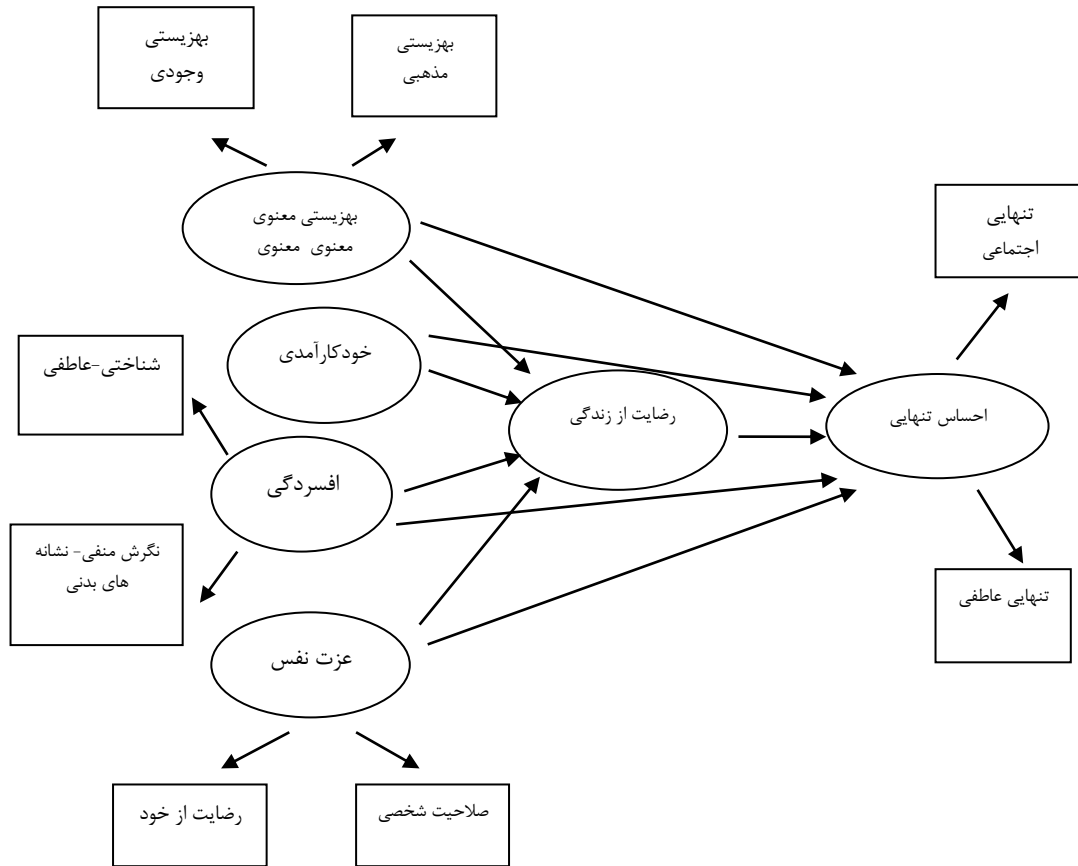 بهزیستی
وجودی
بهزیستی
مذهبی
بهزیستی معنوی
معنوی معنوی
تنهایی
اجتماعی
خودکارآمدی
شناختی-عاطفی
رضایت از زندگی
احساس تنهایی
افسردگی
نگرش منفی- نشانه
های بدنی
تنهایی عاطفی
عزت نفس
صلاحیت شخصی
رضایت از خود